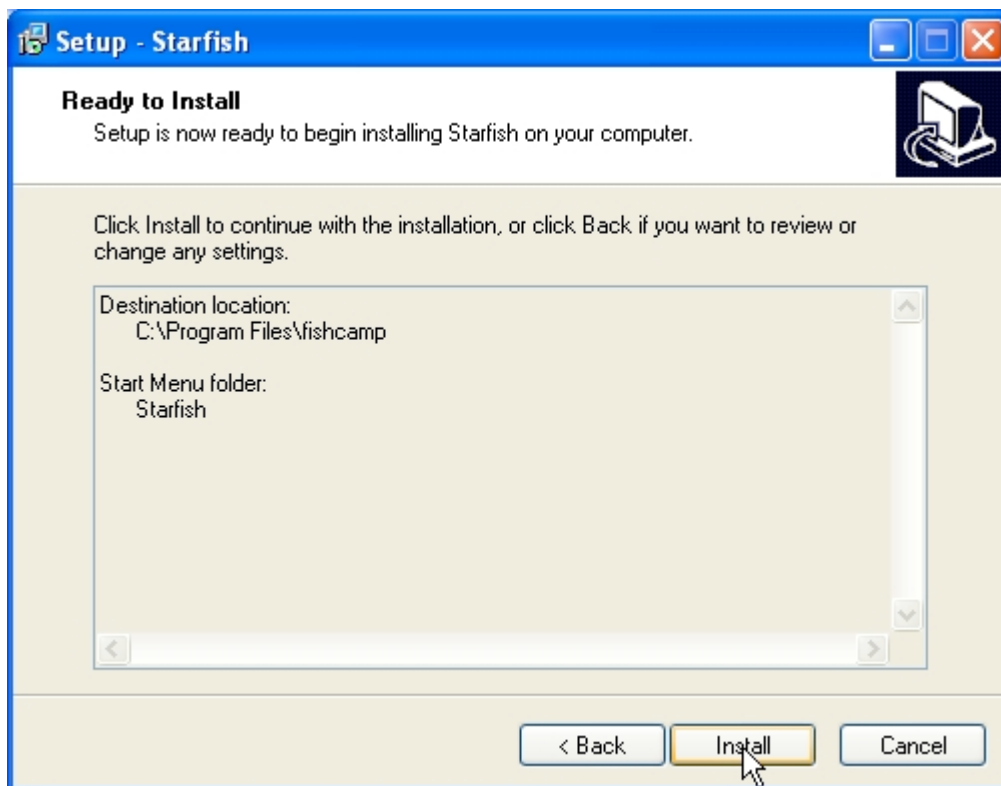 Setup - Starfish
Ready to Install
Setup is now ready to begin installing Starfish on your computer.
Click Install to continue with the installation, or click Back if you want to review or
change any settings.
Destination location:
C:\Program Files\fishcamp
Start Menu folder:
Starfish
< Back
Install
Cancel